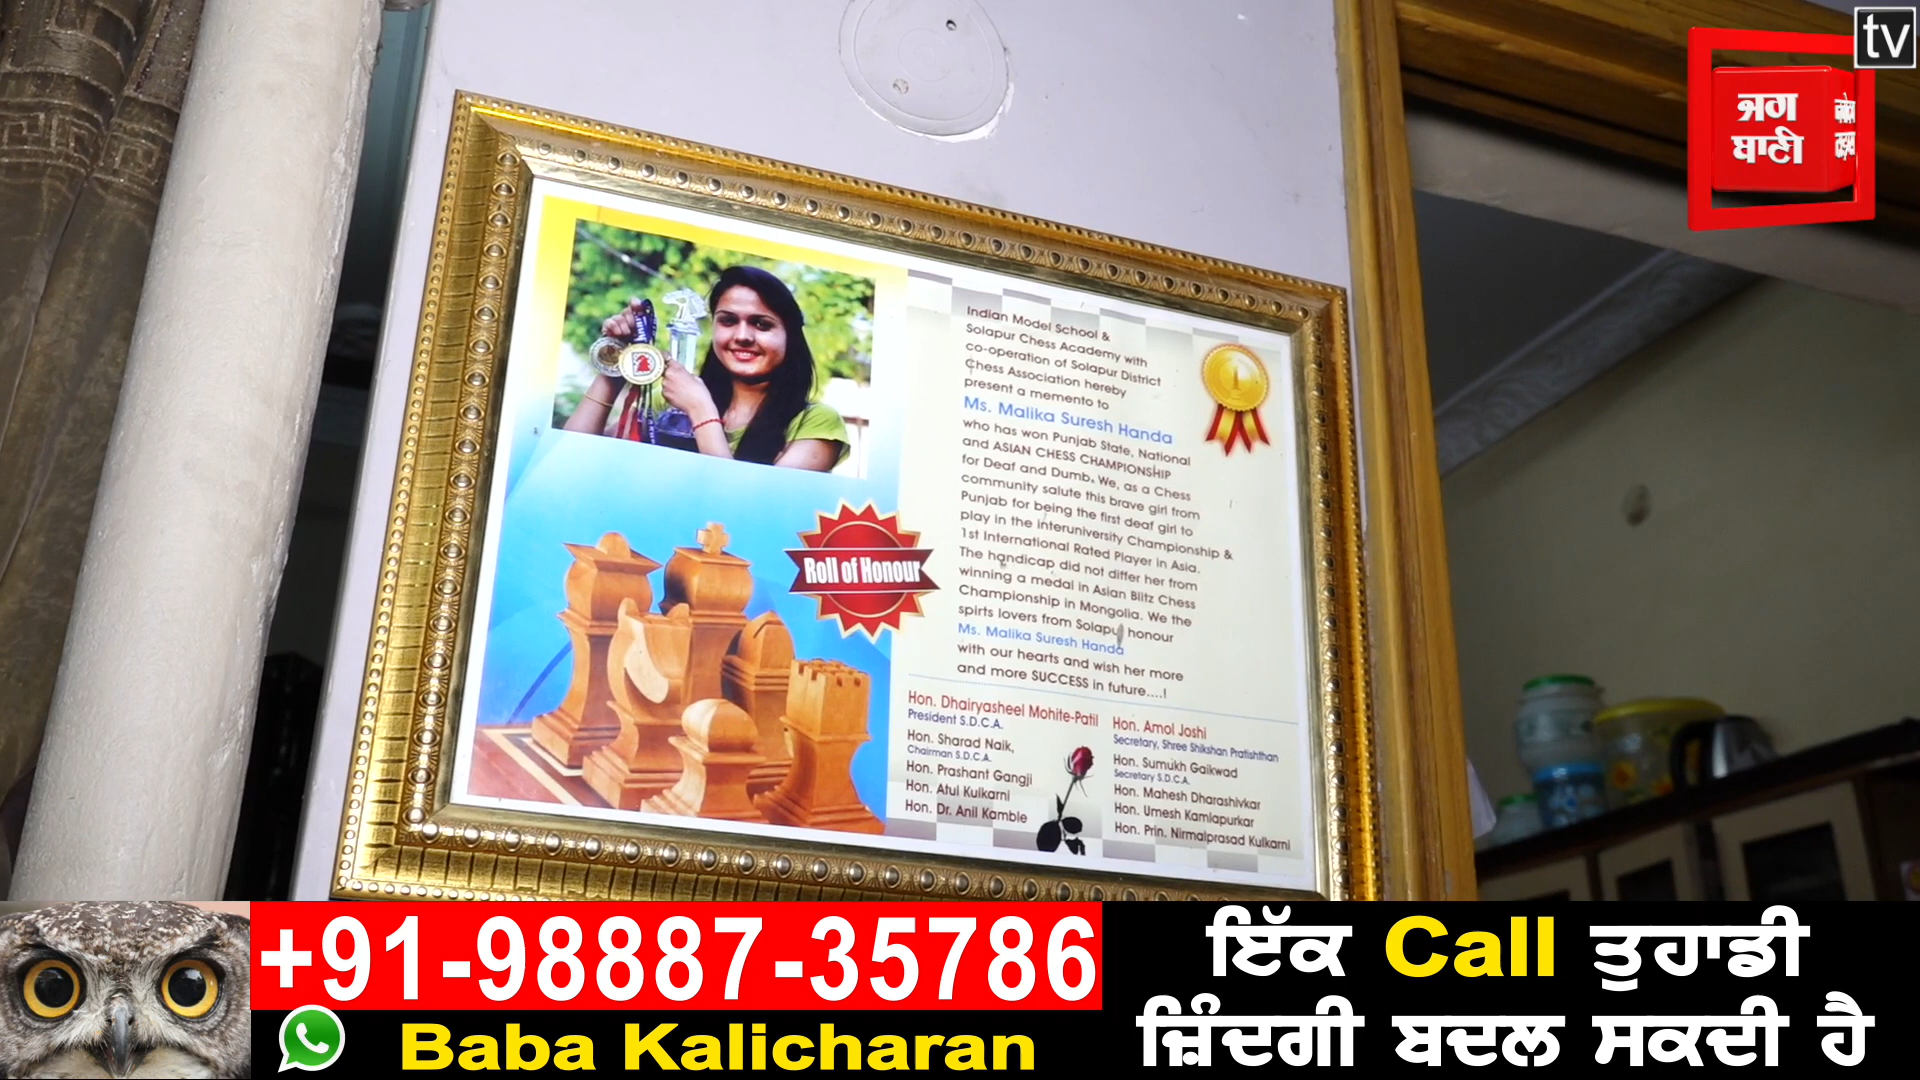 tv
ਜਗ
ਬਾਣੀ
Indian Model School &
Solapur Chess Academy with
co-operation of Solapur District
Chess Association hereby
present a memento to
Ms. Malika Suresh Handa
who has won Punjab State, National
and ASIAN CHESS CHAMPIONSHIP
for Deaf and Dumb. We, as a Chess
community salute this brave girl from
Punjab for being the first deaf girl to
play in the interuniversity Championship &
1st International Rated Player in Asia.
The handicap did not differ her from
winning a medal in Asian Blitz Chess
Championship in Mongolia. We the
spirts lovers from Solapur honour
Ms. Malika Suresh Handa
with our hearts and wish her more
and more SUCCESS in future....!
1
Roll of Honour
Hon. Dhairyasheel Mohite-Patil
President S.D.C.A.
Hon. Sharad Naik,
Chairman S.D.C.A.
Hon. Prashant Gangji
Hon. Atul Kulkarni
Hon. Dr. Anil Kamble
Hon. Amol Joshi
Secretary, Shree Shikshan Pratishthan
Hon. Sumukh Gaikwad
Secretary S.D.C.A.
Hon. Mahesh Dharashivkar
Hon. Umesh Kamlapurkar
Hon. Prin. Nirmalprasad Kulkarni
+91-98887-35786
Baba Kalicharan
ਇੱਕ Call ਤੁਹਾਡੀ
ਜ਼ਿੰਦਗੀ ਬਦਲ ਸਕਦੀ ਹੈ